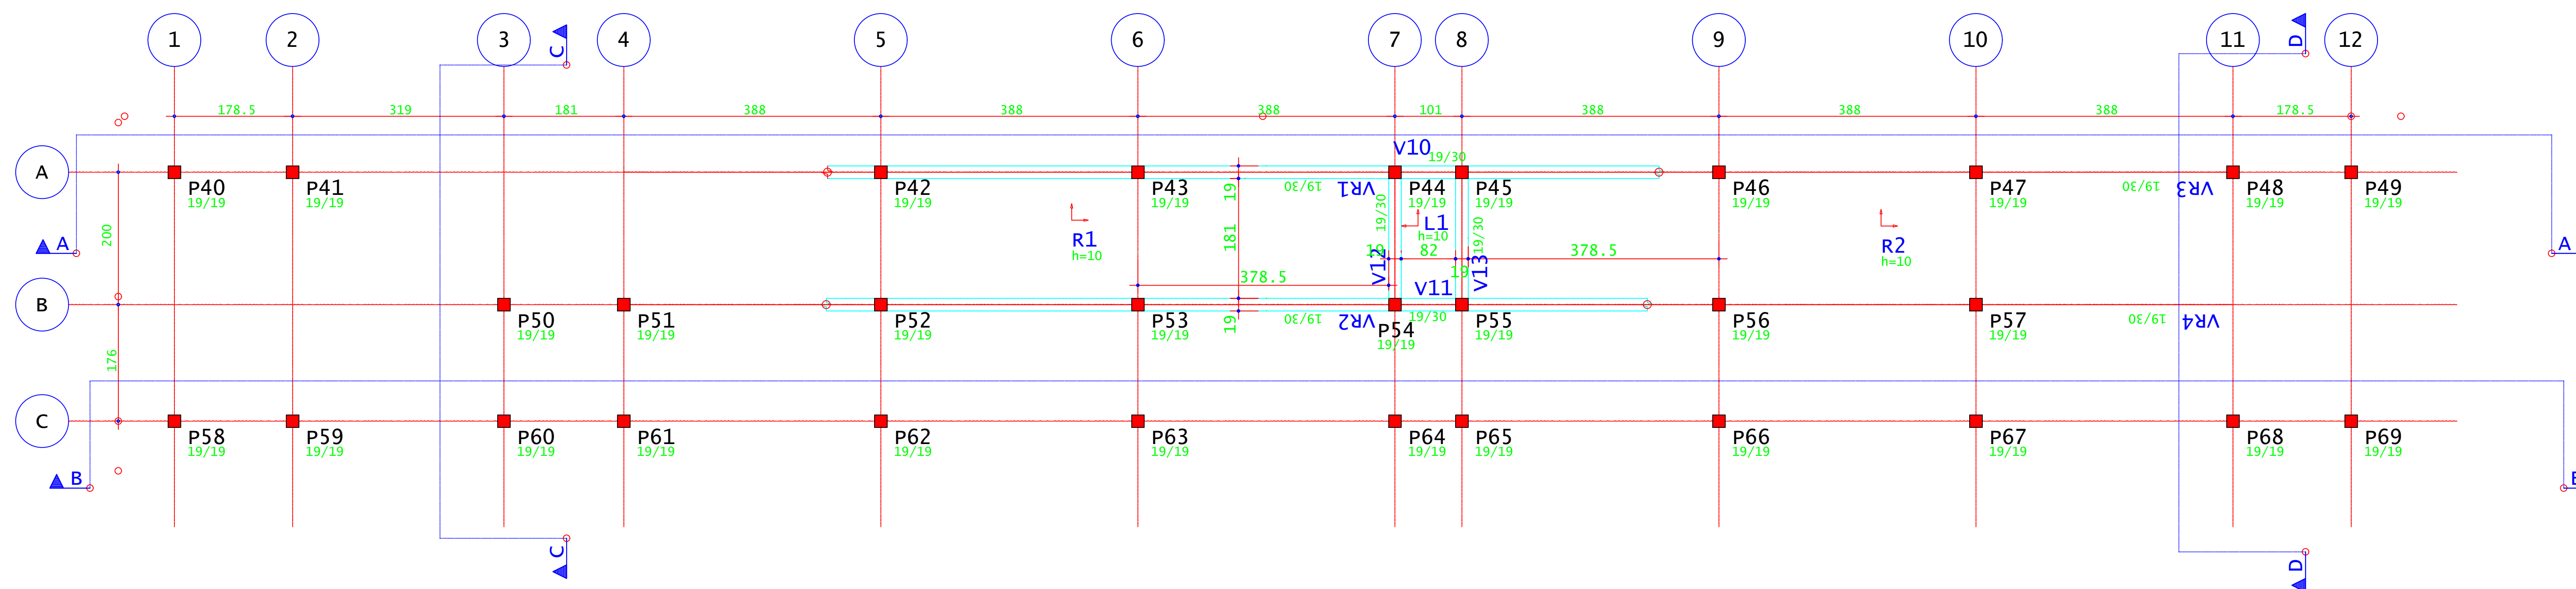 1 2 3 4 5 6 7 8 9 10 11 12
C D
178.5 319 181 388 388 388 101 388 388 388 178.5
V10 19/30
A
P40 P41 P42 P43 19 19/30 VR1 P44 P45 P46 P47 19/30 VR3 P48 P49
19/19 19/19 19/19 19/19 19/19 19/19 19/19 19/19 19/19 19/19
200 A R1 h=10 181 19/30 L1 h=10 19/30 R2 h=10 A
19 82 378.5
378.5 V12 V11 19 V13
B
P50 P51 P52 P53 19 19/30 VR2 P54 19/30 P55 P56 P57 19/30 VR4
19/19 19/19 19/19 19/19 19/19 19/19 19/19 19/19
176
C
P58 P59 P60 P61 P62 P63 P64 P65 P66 P67 P68 P69
19/19 19/19 19/19 19/19 19/19 19/19 19/19 19/19 19/19 19/19 19/19 19/19
B
C D